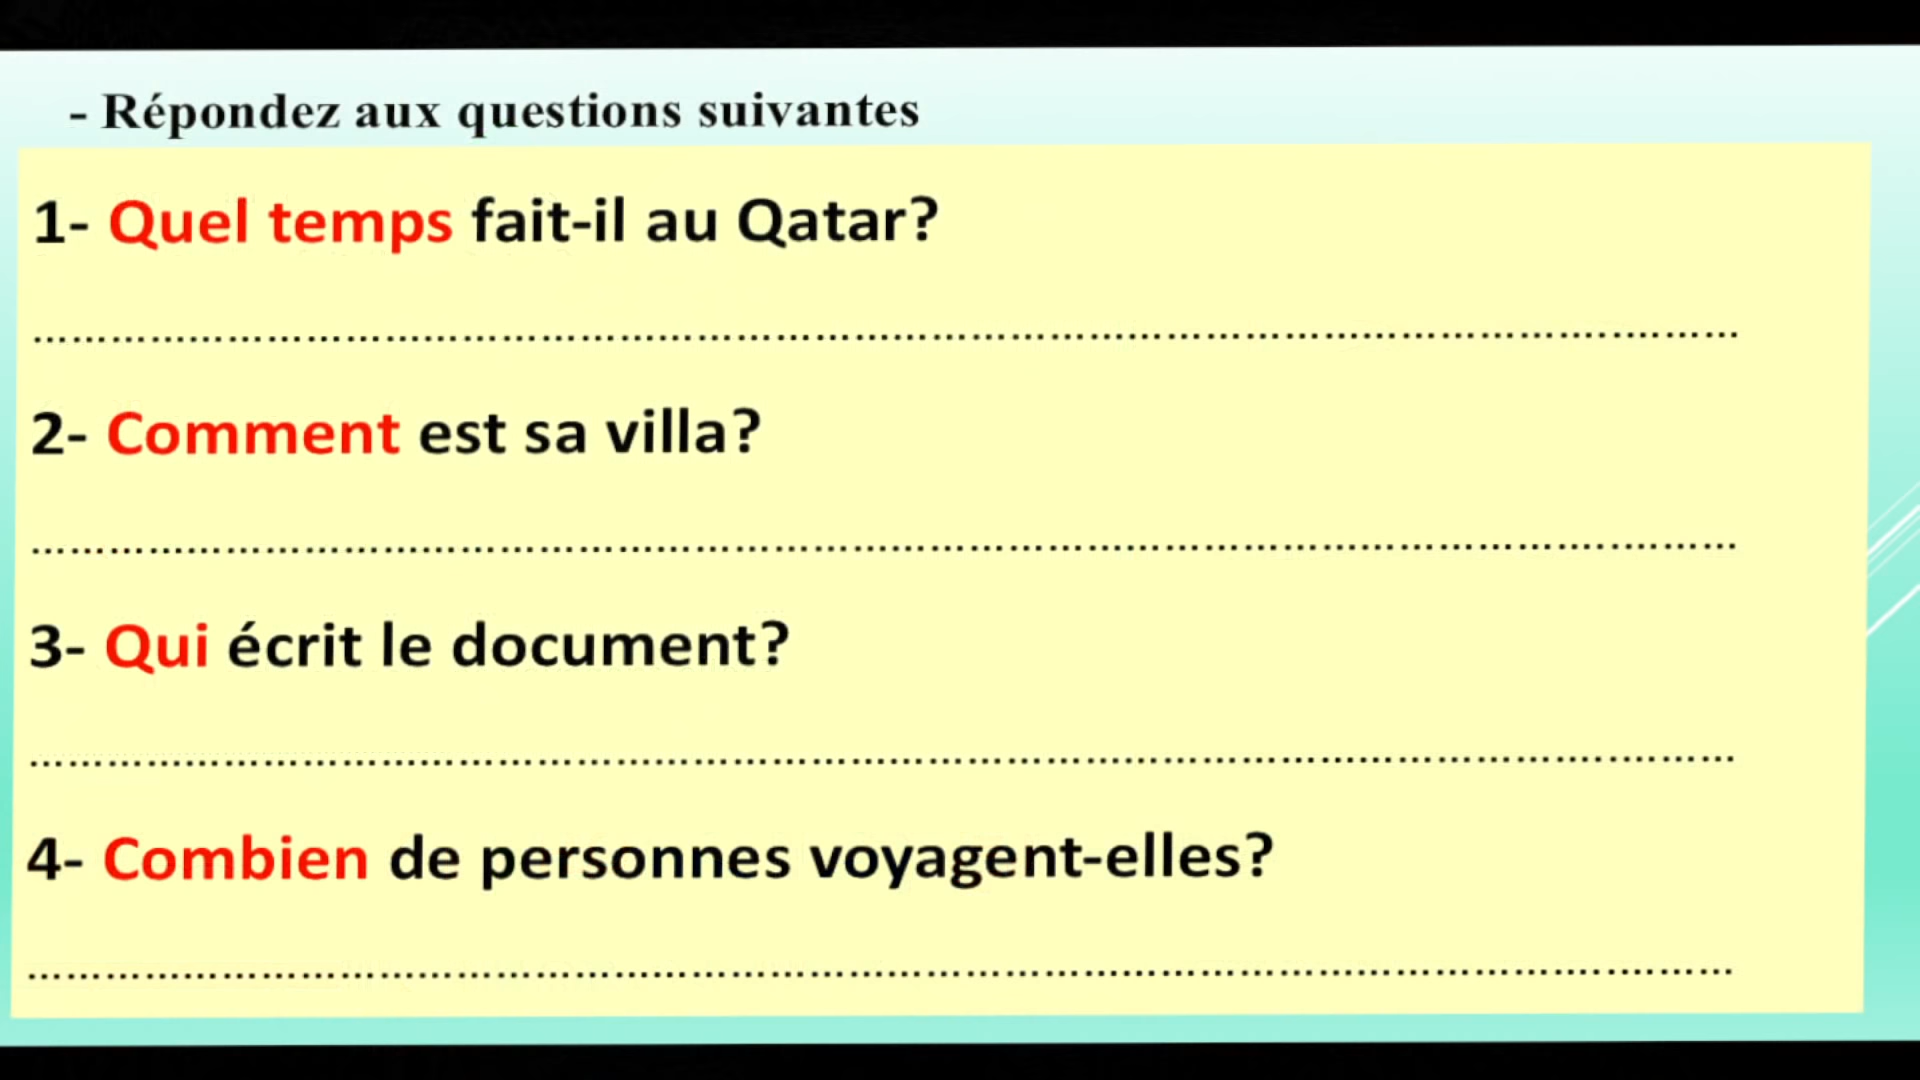 - Répondez aux questions suivantes
1- Quel temps fait-il au Qatar?
........................................................................................................
2- Comment est sa villa?
........................................................................................................
3- Qui écrit le document?
........................................................................................................
4- Combien de personnes voyagent-elles?
........................................................................................................